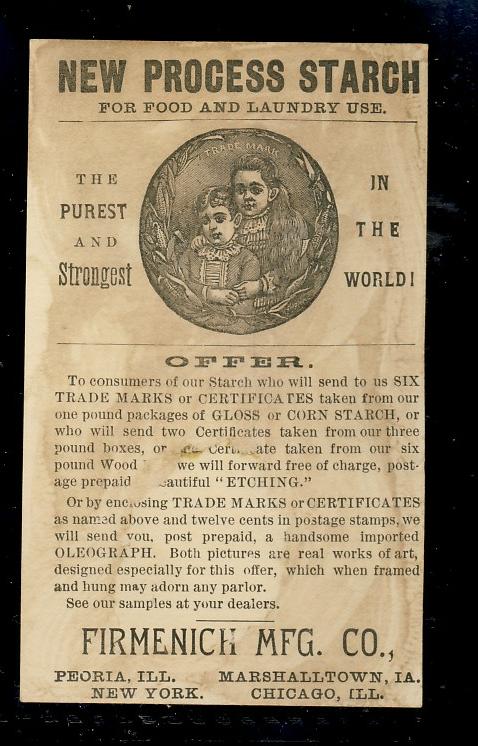 NEW PROCESS STARCH
FOR FOOD AND LAUNDRY USE.
TRADE MARK
THE
PUREST
AND
Strongest
IN
THE
WORLD!
OFFER.
To consumers of our Starch who will send to us SIX
TRADE MARKS or CERTIFICATES taken from our
one pound packages of GLOSS or CORN STARCH, or
who will send two Certificates taken from our three
pound boxes, or ate taken from our six
pound Wood we will forward free of charge, post-
age prepaid eautiful "ETCHING."
Or by enclosing TRADE MARKS or CERTIFICATES
as named above and twelve cents in postage stamps, we
will send you, post prepaid, a handsome imported
OLEOGRAPH. Both pictures are real works of art,
designed especially for this offer, which when framed
and hung may adorn any parlor.
See our samples at your dealers.
FIRMENICH MFG. CO.,
PEORIA, ILL. MARSHALLTOWN, IA.
NEW YORK. CHICAGO, ILL.